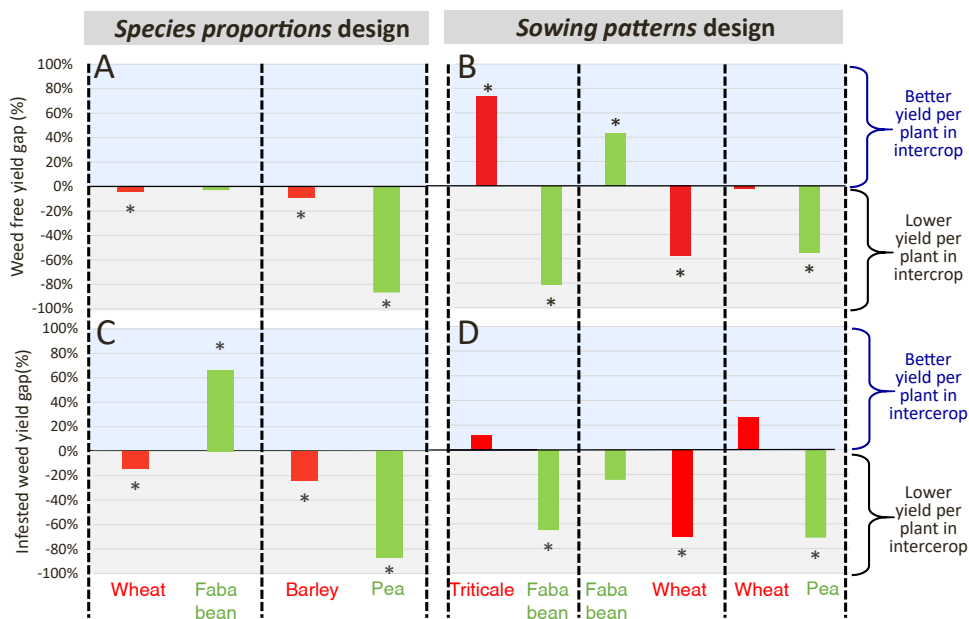 Species proportions design
Sowing patterns design
A
B
Weed free yield gap (%)
100%
80%
60%
40%
20%
0%
-20%
-40%
-60%
-80%
-100%
*
*
*
*
*
*
*
*
Better
yield per
plant in
intercrop
Lower
yield per
plant in
intercrop
C
D
Infested weed yield gap(%)
100%
80%
60%
40%
20%
0%
-20%
-40%
-60%
-80%
-100%
*
*
*
*
*
*
*
Better
yield per
plant in
intercerop
Lower
yield per
plant in
intercerop
Wheat
Faba
bean
Barley
Pea
Triticale
Faba
bean
Faba
bean
Wheat
Wheat
Pea